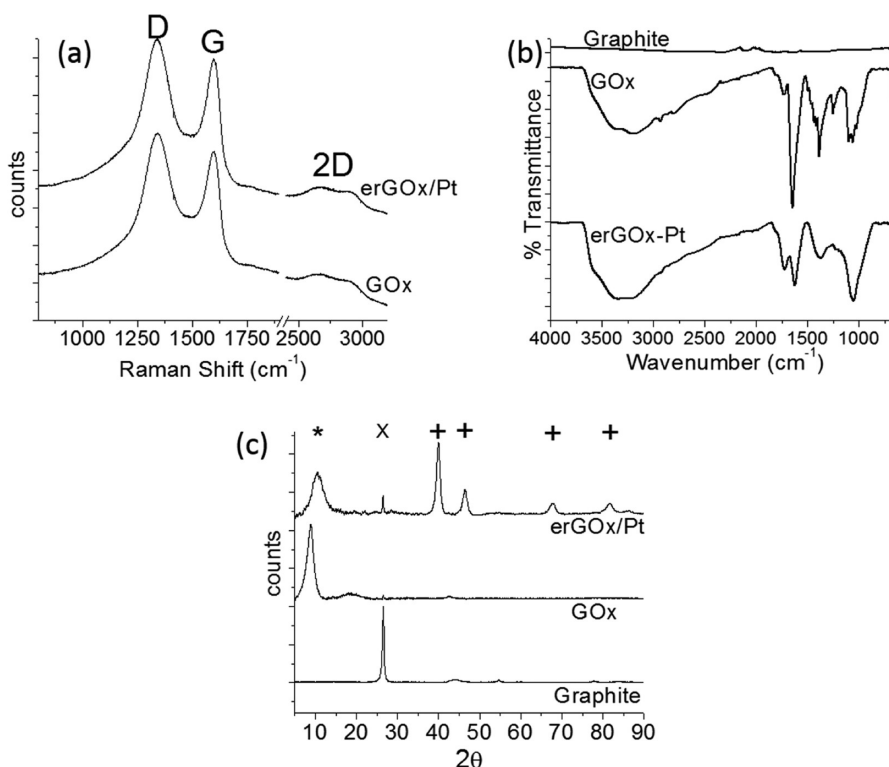 (a)
D
G
2D
erGOx/Pt
GOx
counts
1000 1250 1500 1750 2500 3000
Raman Shift (cm-1)
(b)
Graphite
GOx
erGOx-Pt
% Transmittance
4000 3500 3000 2500 2000 1500 1000
Wavenumber (cm-1)
(c)
* x + + + +
erGOx/Pt
GOx
Graphite
counts
10 20 30 40 50 60 70 80 90
2θ